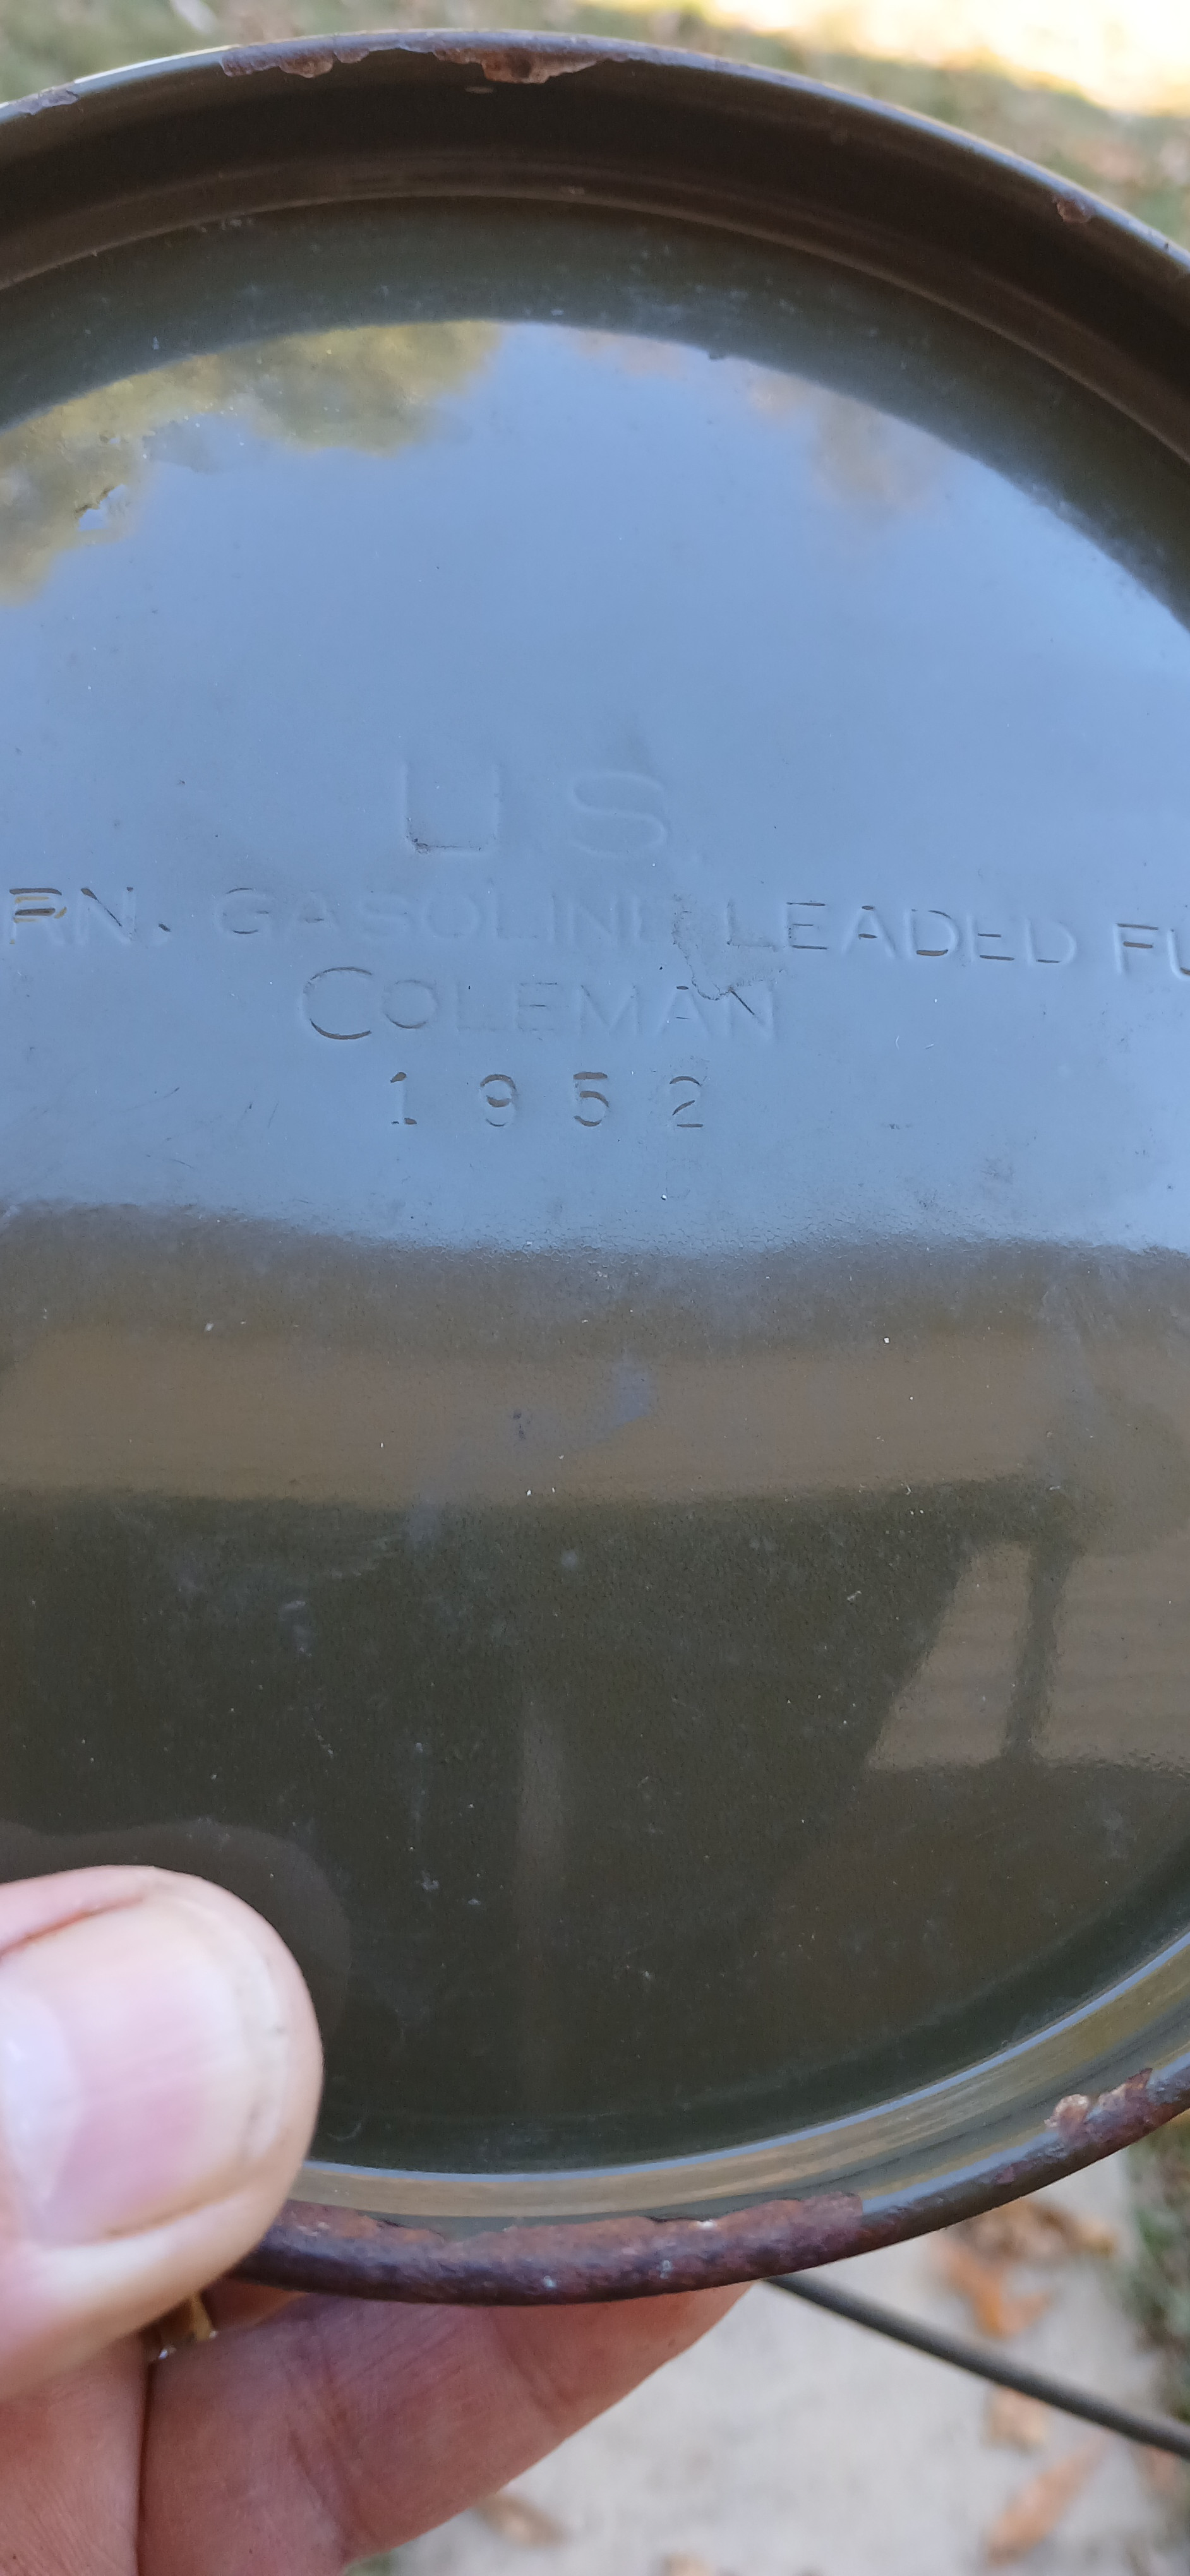 U S
RN. GASOLINE LEADED FU
COLEMAN
1952